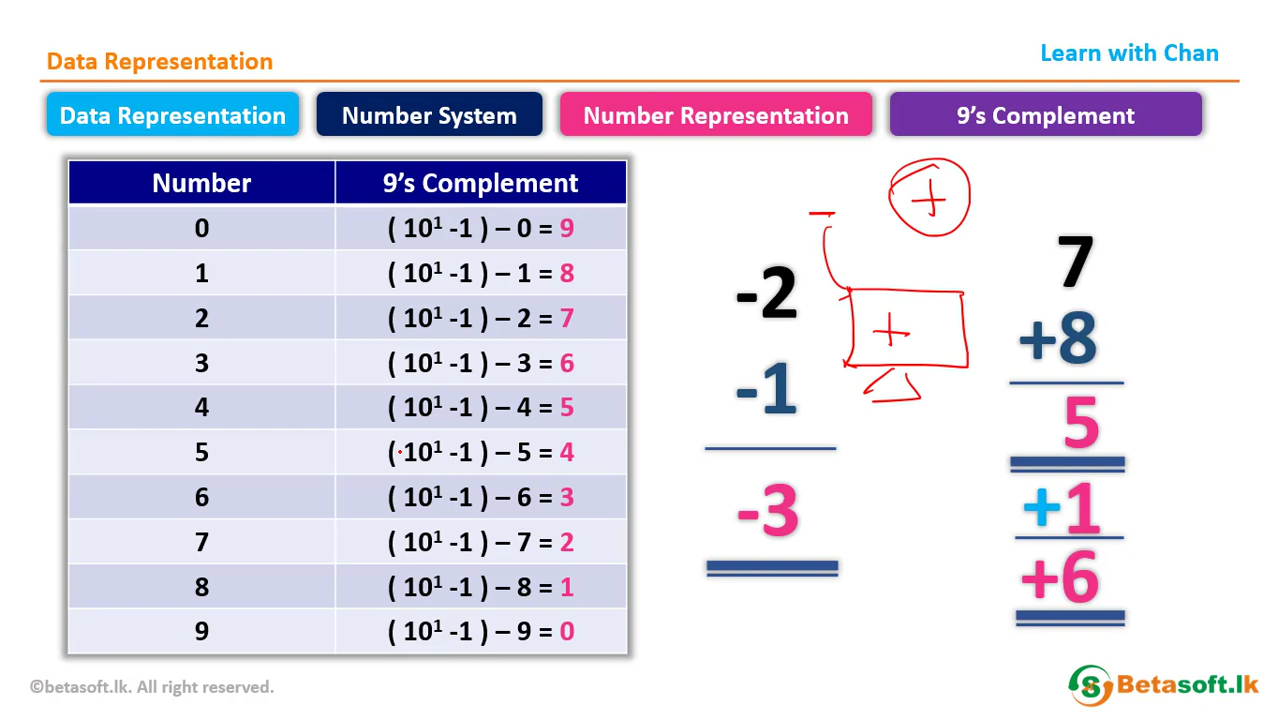 Data Representation
Learn with Chan
Data Representation
Number System
Number Representation
9's Complement
Number 9's Complement
0 ( 10¹ -1 ) – 0 = 9
1 ( 10¹ -1 ) – 1 = 8
2 ( 10¹ -1 ) – 2 = 7
3 ( 10¹ -1 ) – 3 = 6
4 ( 10¹ -1 ) – 4 = 5
5 ( 10¹ -1 ) – 5 = 4
6 ( 10¹ -1 ) – 6 = 3
7 ( 10¹ -1 ) – 7 = 2
8 ( 10¹ -1 ) – 8 = 1
9 ( 10¹ -1 ) – 9 = 0
-2
-1
-3
–
+
+
7
+8
5
+1
+6
©betasoft.lk. All right reserved.
Betasoft.lk